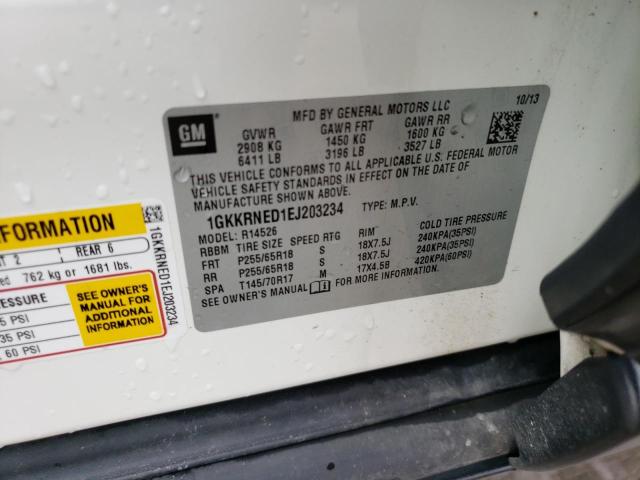 MFD BY GENERAL MOTORS LLC 10/13
GM
GVWR GAWR FRT GAWR RR
2908 KG 1450 KG 1600 KG
6411 LB 3196 LB 3527 LB
THIS VEHICLE CONFORMS TO ALL APPLICABLE U.S. FEDERAL MOTOR
VEHICLE SAFETY STANDARDS IN EFFECT ON THE DATE OF
MANUFACTURE SHOWN ABOVE.
1GKKRNED1EJ203234 TYPE: M.P.V.
MODEL: R14526
RBBM TIRE SIZE SPEED RTG RIM COLD TIRE PRESSURE
FRT P255/65R18 S 18X7.5J 240KPA(35PSI)
RR P255/65R18 S 18X7.5J 240KPA(35PSI)
SPA T145/70R17 M 17X4.5B 420KPA(60PSI)
SEE OWNER'S MANUAL FOR MORE INFORMATION.
FORMATION
2 REAR 6
762 kg or 1681 lbs.
PRESSURE
5 PSI
35 PSI
60 PSI
SEE OWNER'S
MANUAL FOR
ADDITIONAL
INFORMATION
1GKKRNED1EJ203234